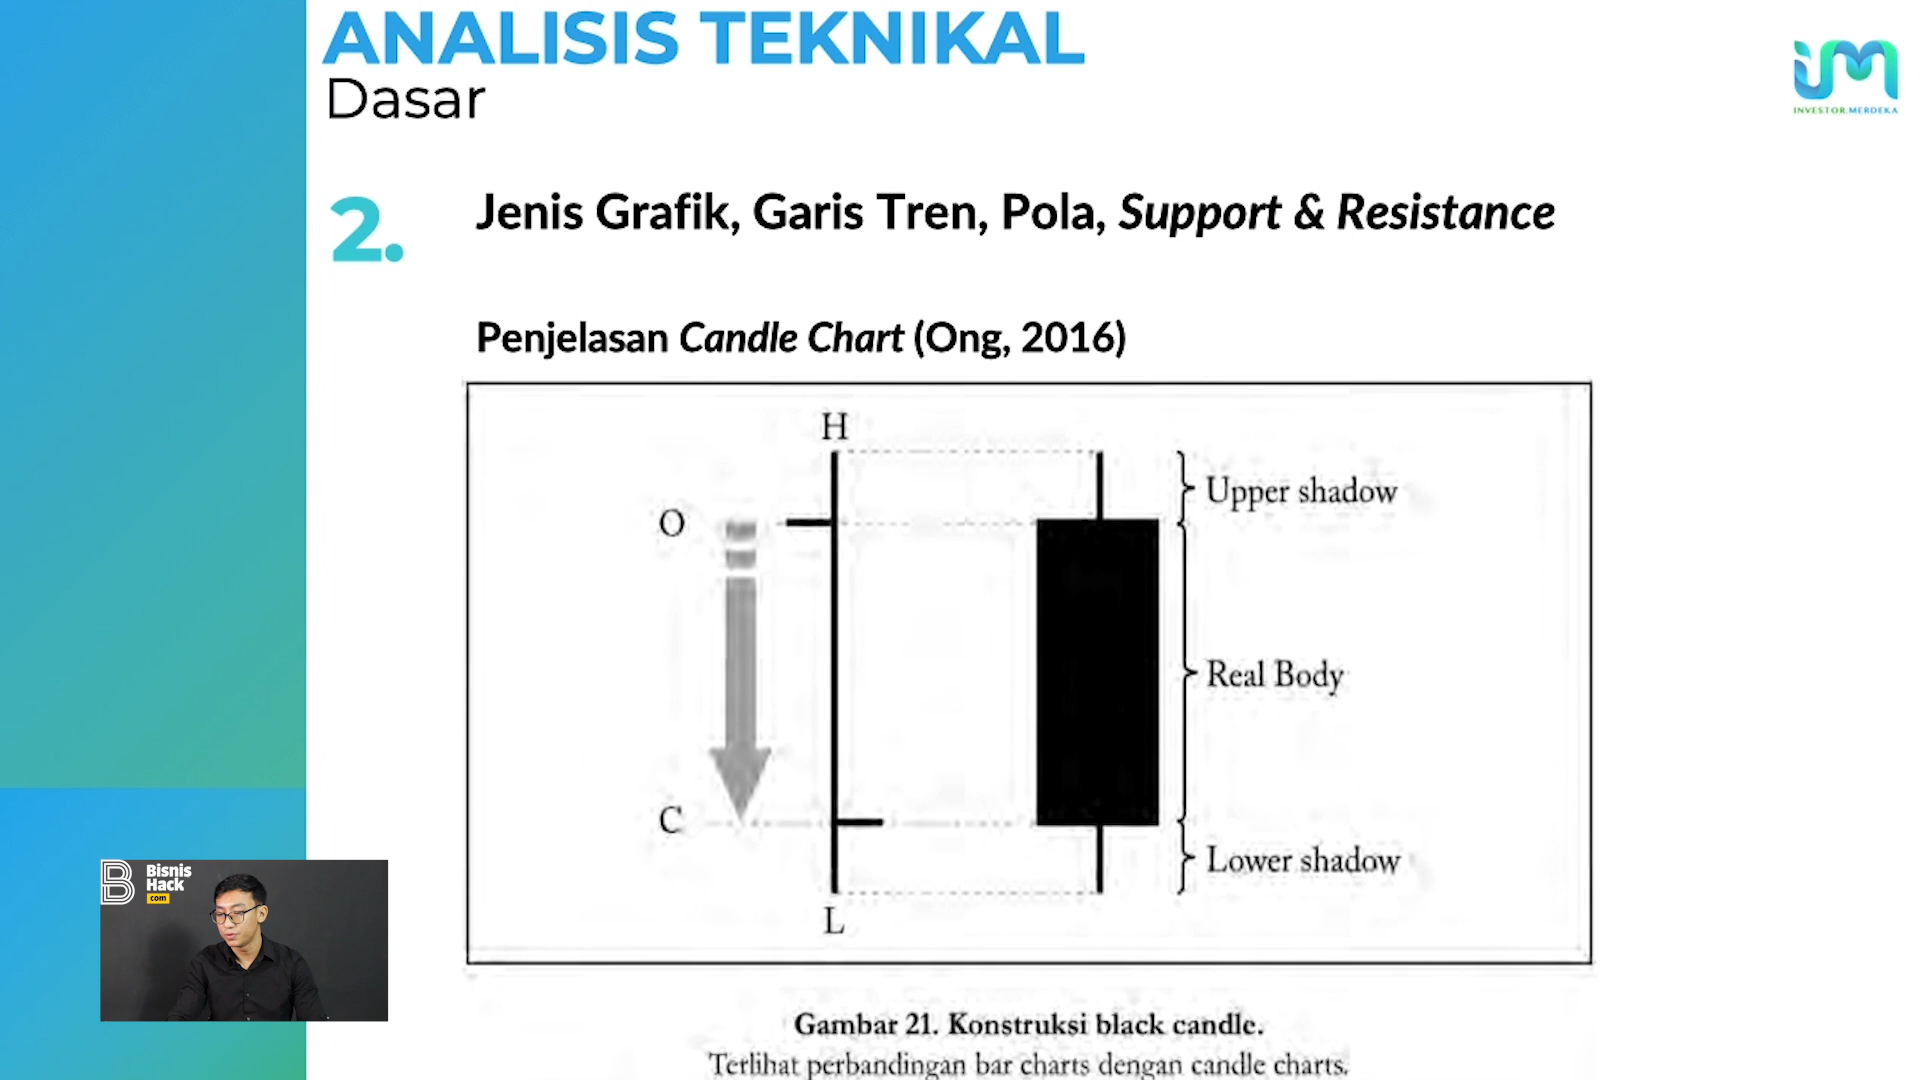 ANALISIS TEKNIKAL
Dasar
INVESTOR.MERDEKA
2.
Jenis Grafik, Garis Tren, Pola, Support & Resistance
Penjelasan Candle Chart (Ong, 2016)
H
Upper shadow
O
Real Body
C
Lower shadow
L
Bisnis
Hack
com
Gambar 21. Konstruksi black candle.
Terlihat perbandingan bar charts dengan candle charts.